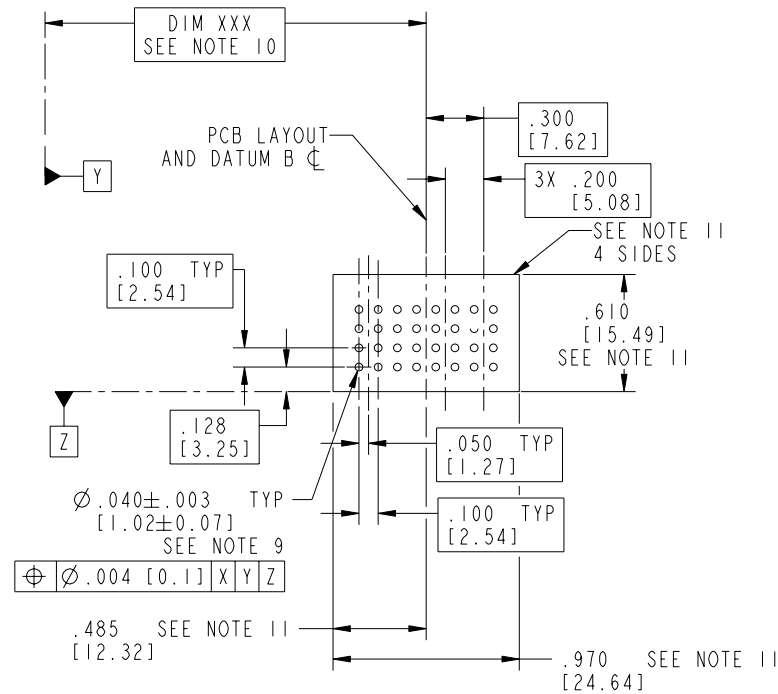 DIM XXX
SEE NOTE 10
PCB LAYOUT
AND DATUM B ℄
.300
[7.62]
Y
3X .200
[5.08]
SEE NOTE 11
4 SIDES
.100 TYP
[2.54]
.610
[15.49]
SEE NOTE 11
Z
.128
[3.25]
.050 TYP
[1.27]
Ø .040±.003 TYP
[1.02±0.07]
SEE NOTE 9
.100 TYP
[2.54]
⌖ Ø .004 [0.1] X Y Z
.485 SEE NOTE 11
[12.32]
.970 SEE NOTE 11
[24.64]